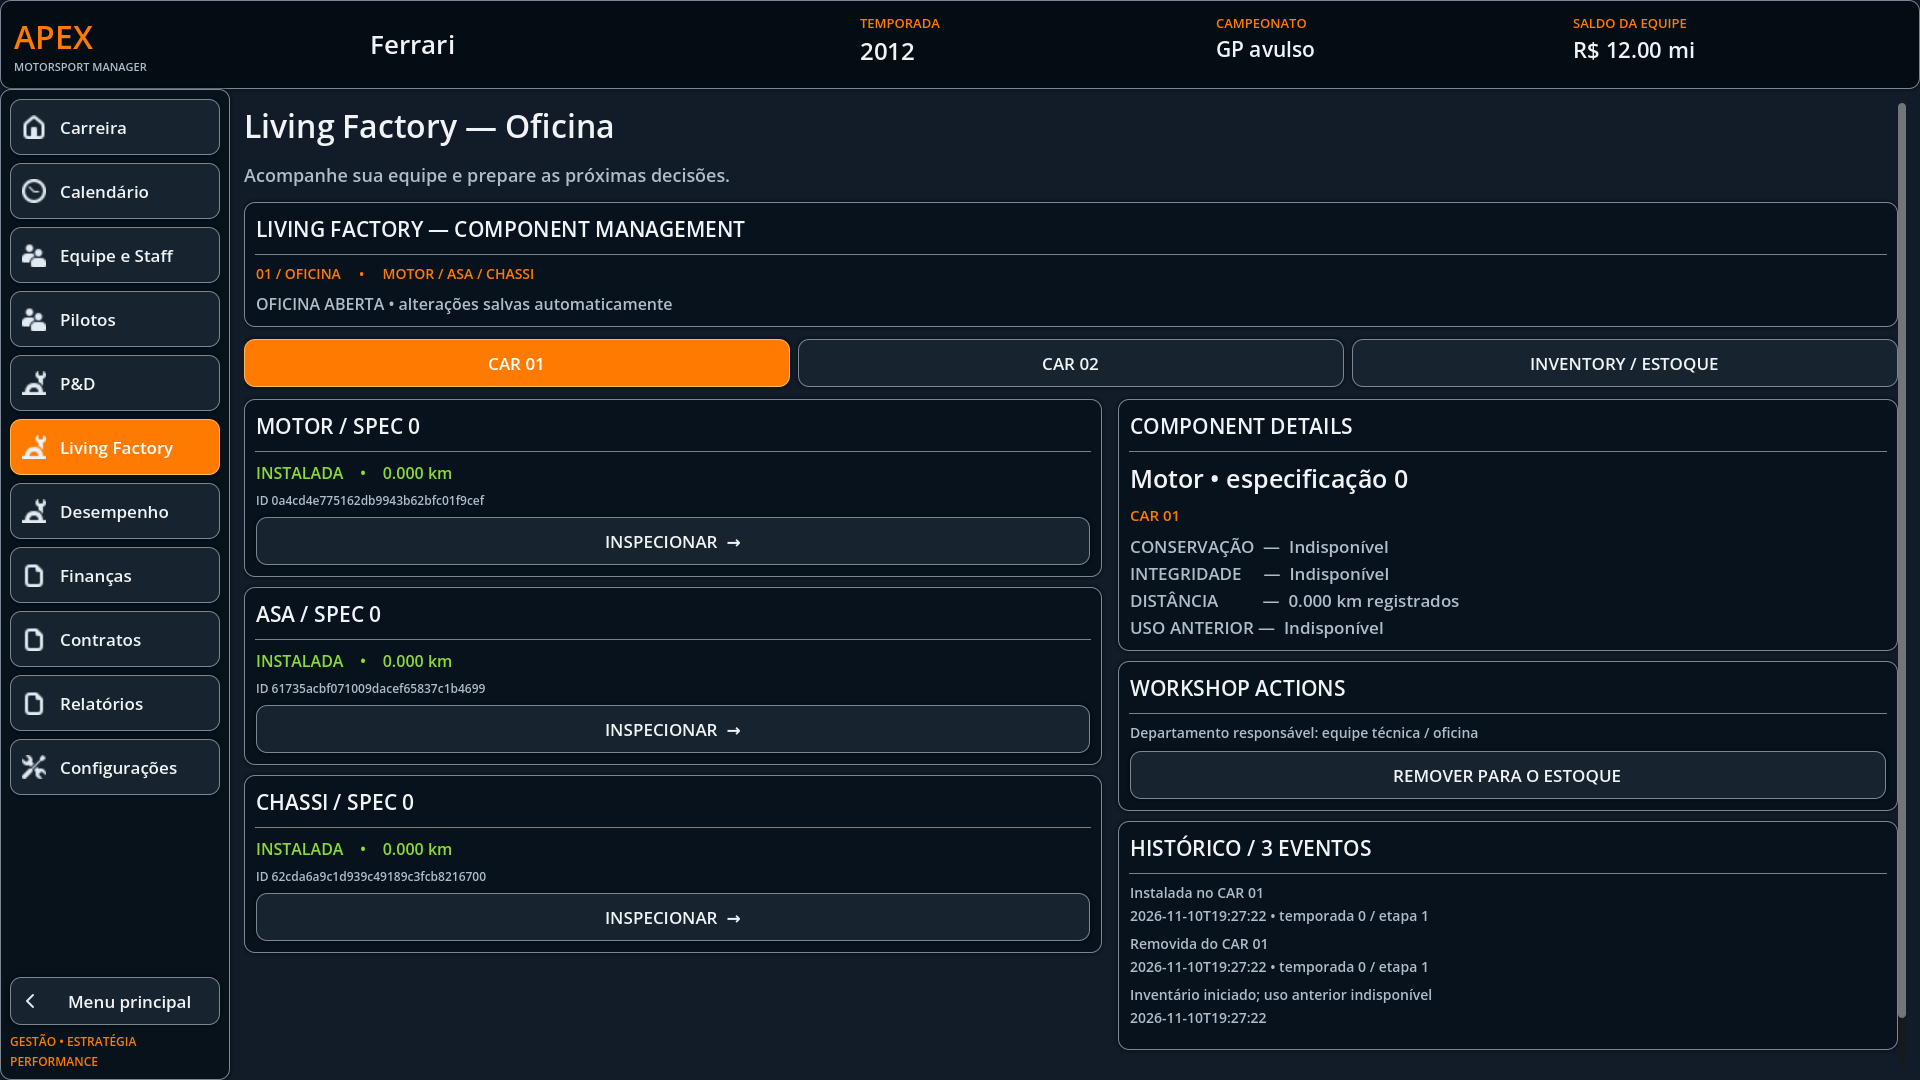 APEX
MOTORSPORT MANAGER
Ferrari
TEMPORADA
2012
CAMPEONATO
GP avulso
SALDO DA EQUIPE
R$ 12.00 mi
Carreira
Calendário
Equipe e Staff
Pilotos
P&D
Living Factory
Desempenho
Finanças
Contratos
Relatórios
Configurações
Menu principal
GESTÃO • ESTRATÉGIA
PERFORMANCE
Living Factory — Oficina
Acompanhe sua equipe e prepare as próximas decisões.
LIVING FACTORY — COMPONENT MANAGEMENT
01 / OFICINA • MOTOR / ASA / CHASSI
OFICINA ABERTA • alterações salvas automaticamente
CAR 01
CAR 02
INVENTORY / ESTOQUE
MOTOR / SPEC 0
INSTALADA • 0.000 km
ID 0a4cd4e775162db9943b62bfc01f9cef
INSPECIONAR →
ASA / SPEC 0
INSTALADA • 0.000 km
ID 61735acbf071009dacef65837c1b4699
INSPECIONAR →
CHASSI / SPEC 0
INSTALADA • 0.000 km
ID 62cda6a9c1d939c49189c3fcb8216700
INSPECIONAR →
COMPONENT DETAILS
Motor • especificação 0
CAR 01
CONSERVAÇÃO — Indisponível
INTEGRIDADE — Indisponível
DISTÂNCIA — 0.000 km registrados
USO ANTERIOR — Indisponível
WORKSHOP ACTIONS
Departamento responsável: equipe técnica / oficina
REMOVER PARA O ESTOQUE
HISTÓRICO / 3 EVENTOS
Instalada no CAR 01
2026-11-10T19:27:22 • temporada 0 / etapa 1
Removida do CAR 01
2026-11-10T19:27:22 • temporada 0 / etapa 1
Inventário iniciado; uso anterior indisponível
2026-11-10T19:27:22